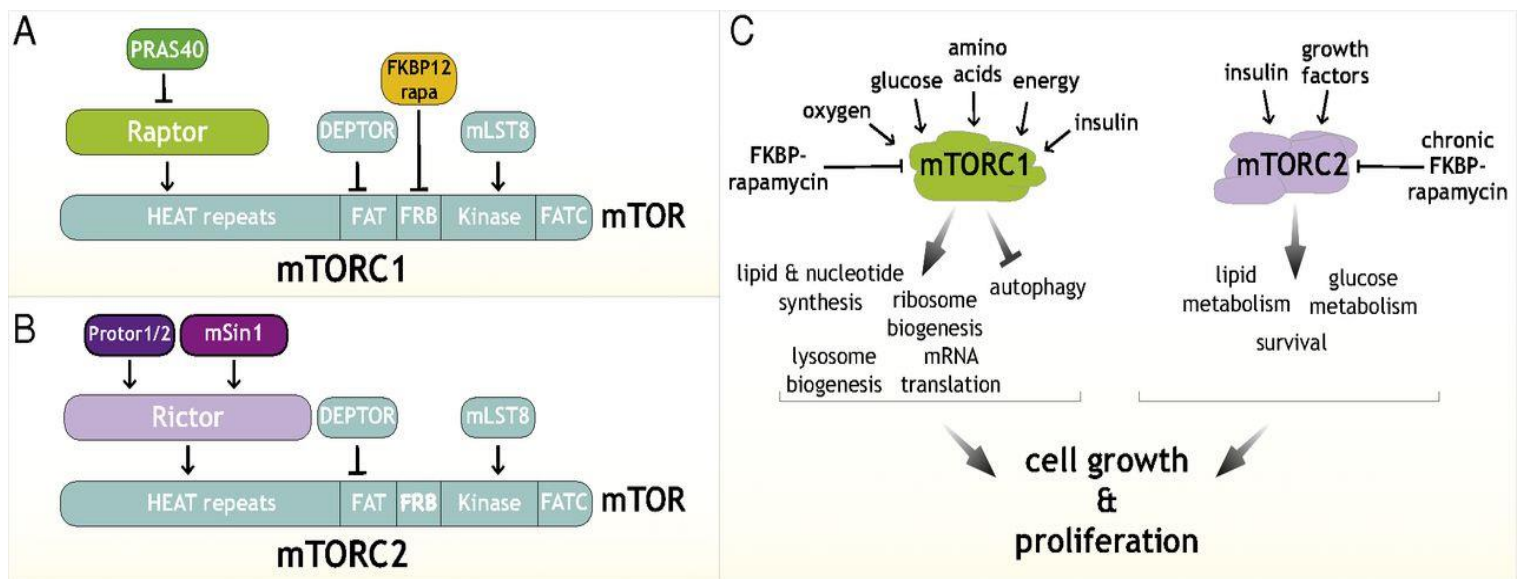 A
PRAS40
FKBP12
rapa
Raptor
DEPTOR
mLST8
HEAT repeats
FAT
FRB
Kinase
FATC
mTOR
mTORC1
B
Protor1/2
mSin1
Rictor
DEPTOR
mLST8
HEAT repeats
FAT
FRB
Kinase
FATC
mTOR
mTORC2
C
oxygen
glucose
amino
acids
energy
insulin
FKBP-
rapamycin
mTORC1
lipid & nucleotide
synthesis
ribosome
biogenesis
autophagy
lysosome
biogenesis
mRNA
translation
insulin
growth
factors
mTORC2
chronic
FKBP-
rapamycin
lipid
metabolism
glucose
metabolism
survival
cell growth
&
proliferation